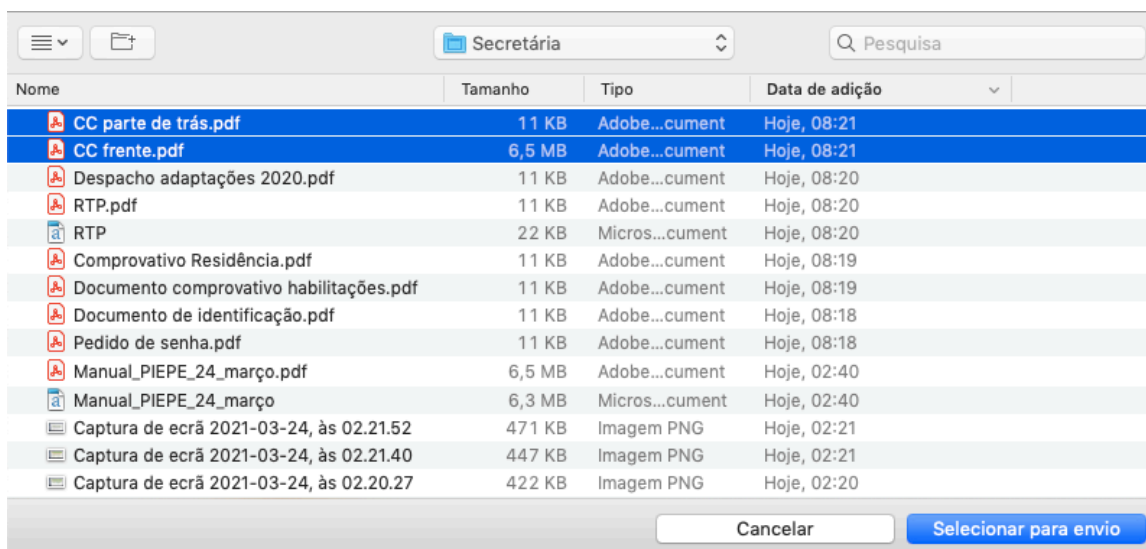 Secretária Pesquisa
Nome Tamanho Tipo Data de adição
CC parte de trás.pdf 11 KB Adobe...cument Hoje, 08:21
CC frente.pdf 6,5 MB Adobe...cument Hoje, 08:21
Despacho adaptações 2020.pdf 11 KB Adobe...cument Hoje, 08:20
RTP.pdf 11 KB Adobe...cument Hoje, 08:20
RTP 22 KB Micros...cument Hoje, 08:20
Comprovativo Residência.pdf 11 KB Adobe...cument Hoje, 08:19
Documento comprovativo habilitações.pdf 11 KB Adobe...cument Hoje, 08:19
Documento de identificação.pdf 11 KB Adobe...cument Hoje, 08:18
Pedido de senha.pdf 11 KB Adobe...cument Hoje, 08:18
Manual_PIEPE_24_março.pdf 6,5 MB Adobe...cument Hoje, 02:40
Manual_PIEPE_24_março 6,3 MB Micros...cument Hoje, 02:40
Captura de ecrã 2021-03-24, às 02.21.52 471 KB Imagem PNG Hoje, 02:21
Captura de ecrã 2021-03-24, às 02.21.40 447 KB Imagem PNG Hoje, 02:21
Captura de ecrã 2021-03-24, às 02.20.27 422 KB Imagem PNG Hoje, 02:20
Cancelar Selecionar para envio